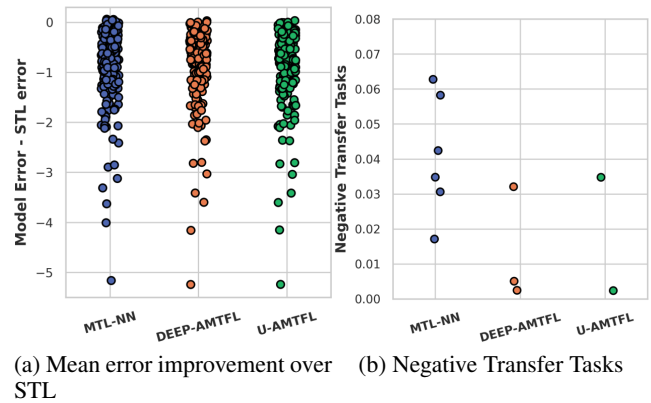 Model Error - STL error
0
−1
−2
−3
−4
−5
MTL-NN
DEEP-AMTFL
U-AMTFL
(a) Mean error improvement over
STL
Negative Transfer Tasks
0.08
0.07
0.06
0.05
0.04
0.03
0.02
0.01
0.00
MTL-NN
DEEP-AMTFL
U-AMTFL
(b) Negative Transfer Tasks